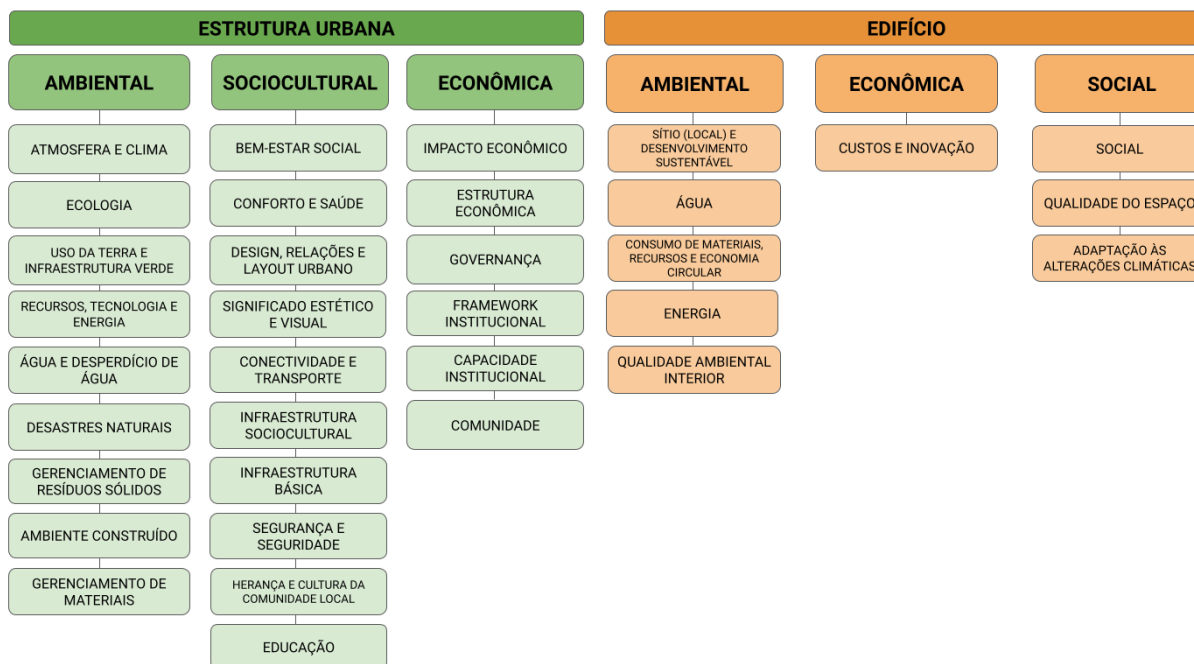 ESTRUTURA URBANA
AMBIENTAL
ATMOSFERA E CLIMA
ECOLOGIA
USO DA TERRA E
INFRAESTRUTURA VERDE
RECURSOS, TECNOLOGIA E
ENERGIA
ÁGUA E DESPERDÍCIO DE
ÁGUA
DESASTRES NATURAIS
GERENCIAMENTO DE
RESÍDUOS SÓLIDOS
AMBIENTE CONSTRUÍDO
GERENCIAMENTO DE
MATERIAIS
SOCIOCULTURAL
BEM-ESTAR SOCIAL
CONFORTO E SAÚDE
DESIGN, RELAÇÕES E
LAYOUT URBANO
SIGNIFICADO ESTÉTICO
E VISUAL
CONECTIVIDADE E
TRANSPORTE
INFRAESTRUTURA
SOCIOCULTURAL
INFRAESTRUTURA
BÁSICA
SEGURANÇA E
SEGURIDADE
HERANÇA E CULTURA DA
COMUNIDADE LOCAL
EDUCAÇÃO
ECONÔMICA
IMPACTO ECONÔMICO
ESTRUTURA
ECONÔMICA
GOVERNANÇA
FRAMEWORK
INSTITUCIONAL
CAPACIDADE
INSTITUCIONAL
COMUNIDADE
EDIFÍCIO
AMBIENTAL
SÍTIO (LOCAL) E
DESENVOLVIMENTO
SUSTENTÁVEL
ÁGUA
CONSUMO DE MATERIAIS,
RECURSOS E ECONOMIA
CIRCULAR
ENERGIA
QUALIDADE AMBIENTAL
INTERIOR
ECONÔMICA
CUSTOS E INOVAÇÃO
SOCIAL
SOCIAL
QUALIDADE DO ESPAÇO
ADAPTAÇÃO ÀS
ALTERAÇÕES CLIMÁTICAS